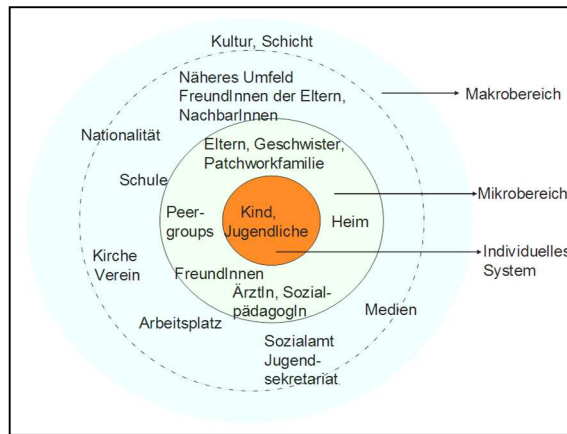 Kultur, Schicht
Näheres Umfeld
FreundInnen der Eltern,
NachbarInnen
Makrobereich
Nationalität
Eltern, Geschwister,
Patchworkfamilie
Schule
Mikrobereich
Peer-
groups
Kind,
Jugendliche
Heim
Kirche
Verein
Individuelles
System
FreundInnen
ÄrztIn, Sozial-
pädagogIn
Medien
Arbeitsplatz
Sozialamt
Jugend-
sekretariat